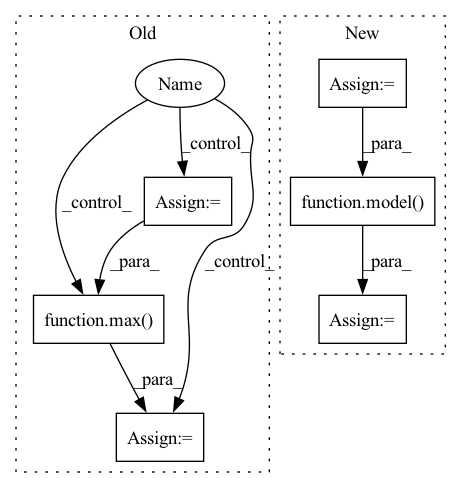 Old
New
Name
Assign:=
_control_
_para_
_control_
Assign:=
function.model()
_para_
_control_
_para_
function.max()
Assign:=
_para_
Assign:=